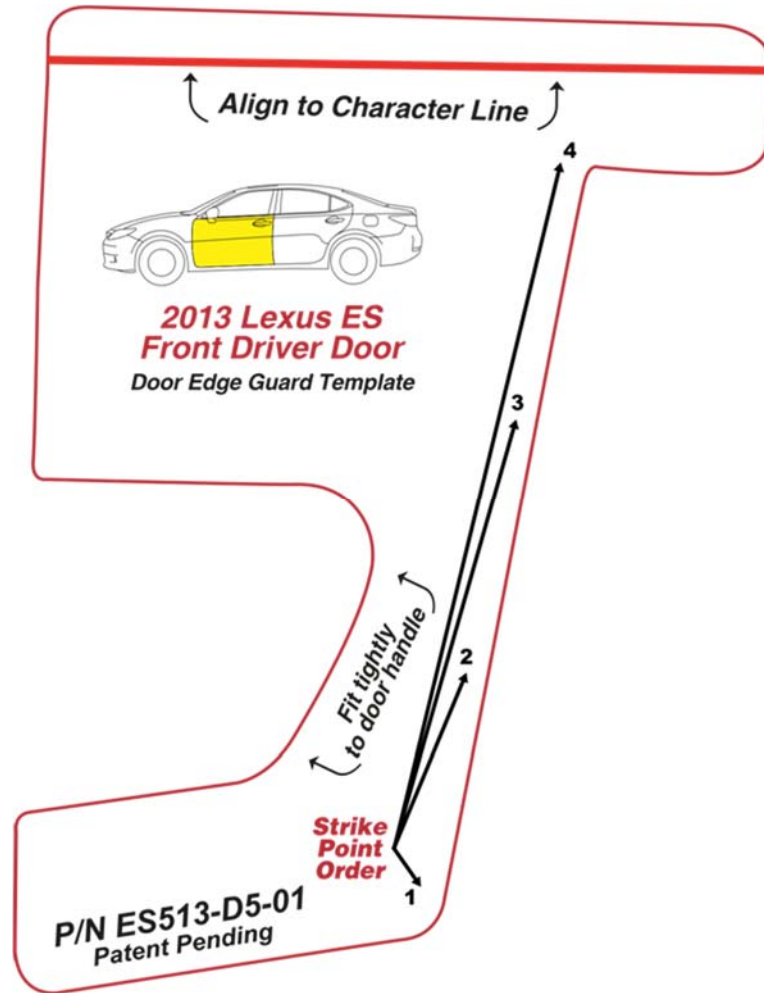 Align to Character Line
4
2013 Lexus ES
Front Driver Door
Door Edge Guard Template
3
Fit tightly
to door handle
2
Strike
Point
Order
1
P/N ES513-D5-01
Patent Pending